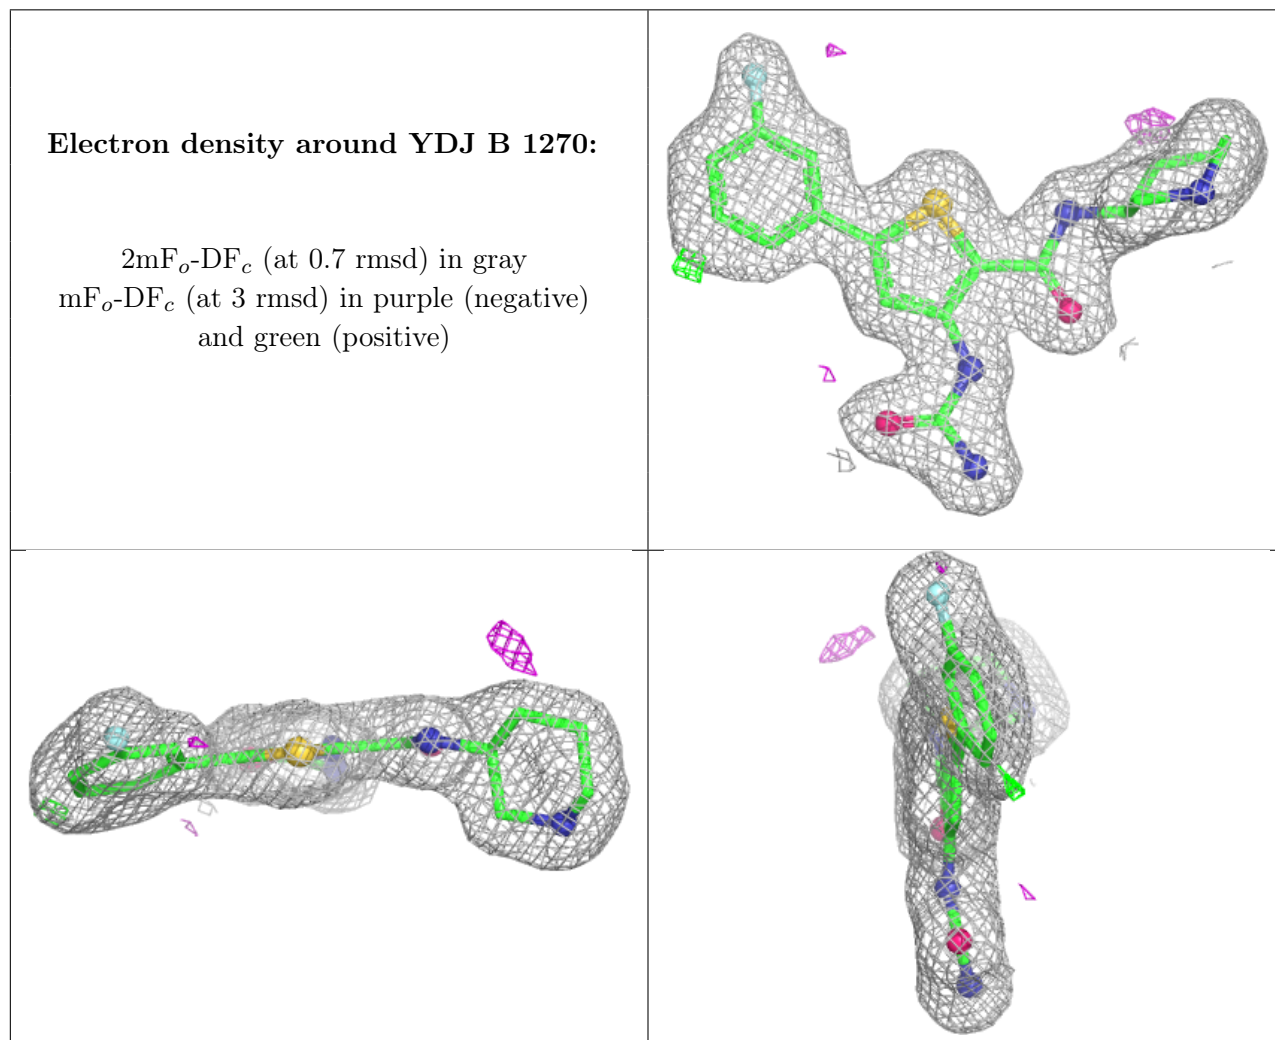 Electron density around YDJ B 1270:
2mFₒ-DF𝒸 (at 0.7 rmsd) in gray
mFₒ-DF𝒸 (at 3 rmsd) in purple (negative)
and green (positive)